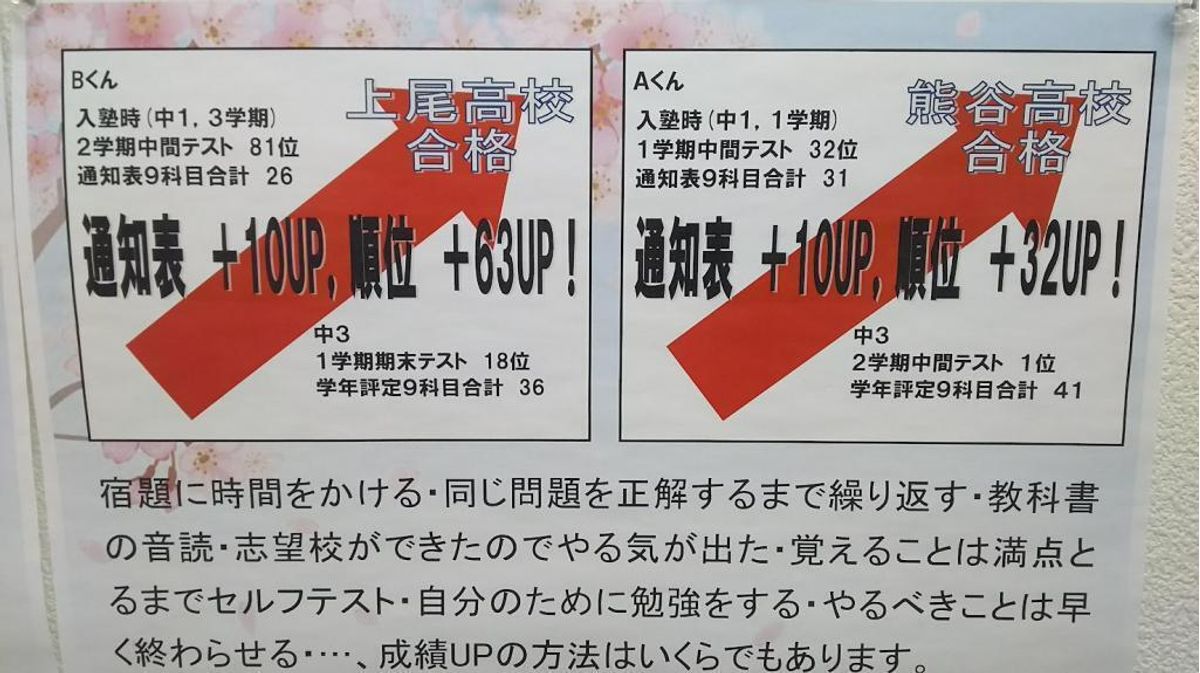 Bくん
上尾高校
合格
入塾時(中1,3学期)
2学期中間テスト 81位
通知表9科目合計 26
通知表 +10UP,順位 +63UP!
中3
1学期期末テスト 18位
学年評定9科目合計 36
Aくん
熊谷高校
合格
入塾時(中1,1学期)
1学期中間テスト 32位
通知表9科目合計 31
通知表 +10UP,順位 +32UP!
中3
2学期中間テスト 1位
学年評定9科目合計 41
宿題に時間をかける・同じ問題を正解するまで繰り返す・教科書
の音読・志望校ができたのでやる気が出た・覚えることは満点と
るまでセルフテスト・自分のために勉強をする・やるべきことは早
く終わらせる・…、成績UPの方法はいくらでもあります。